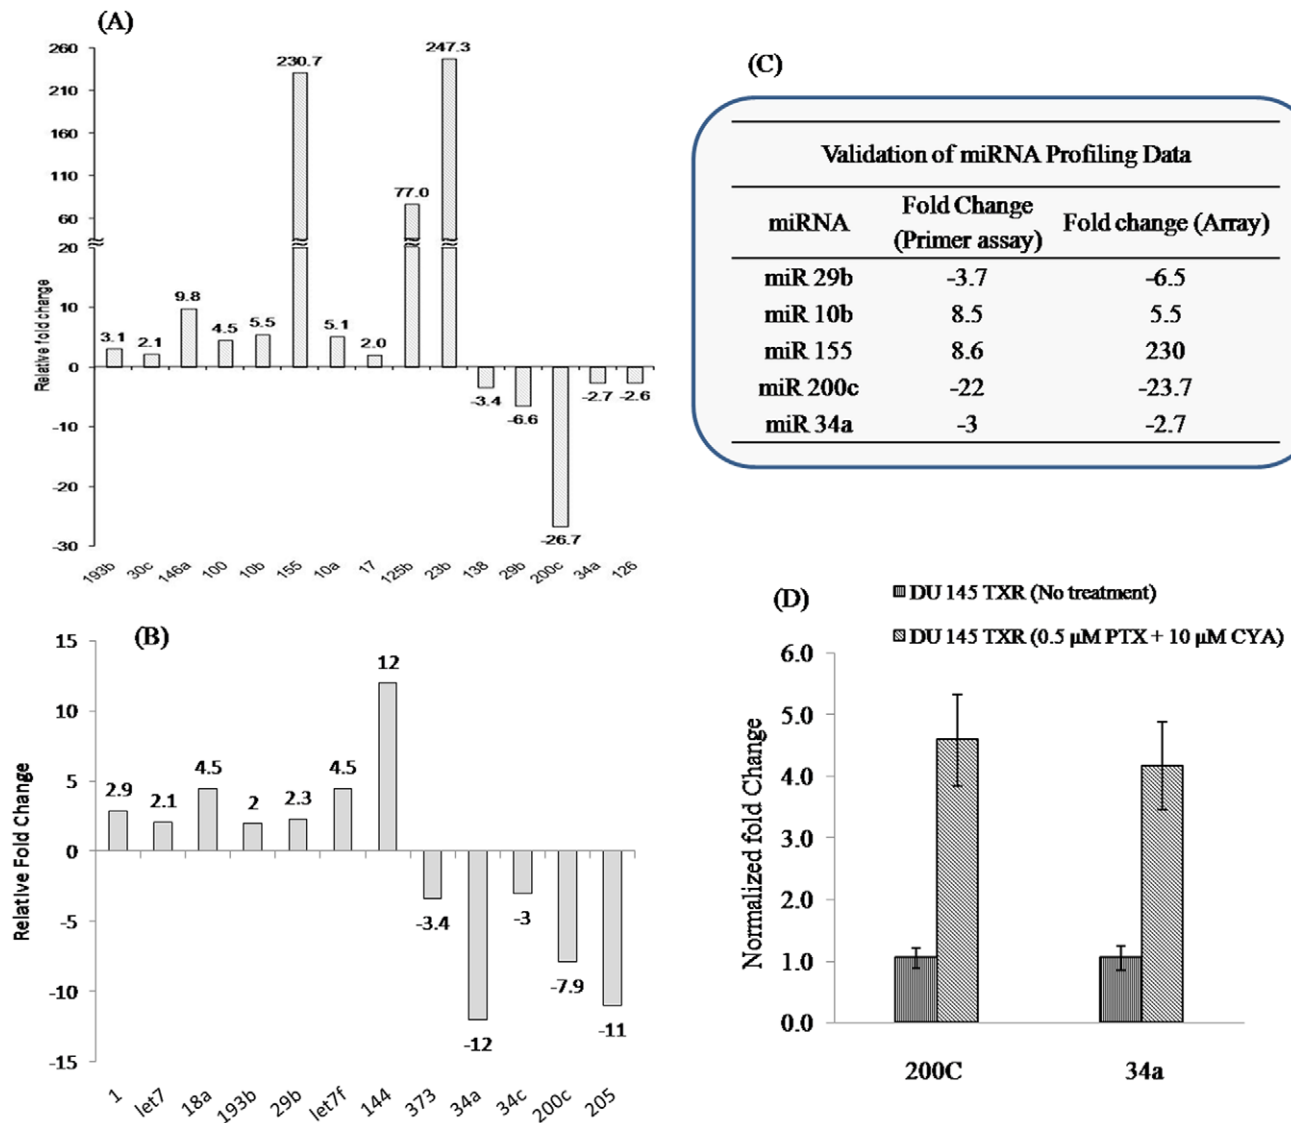 (A)
260
210
160
110
60
20
10
0
-10
-20
-30
Relative fold change
3.1
2.1
9.8
4.5
5.5
230.7
5.1
2.0
77.0
247.3
-3.4
-6.6
-26.7
-2.7
-2.6
193b
30c
146a
100
10b
155
10a
17
125b
23b
138
29b
200c
34a
126
(B)
15
10
5
0
-5
-10
-15
Relative Fold Change
2.9
2.1
4.5
2
2.3
4.5
12
-3.4
-12
-3
-7.9
-11
1
let7
18a
193b
29b
let7f
144
373
34a
34c
200c
205
(C)
Validation of miRNA Profiling Data
miRNA
Fold Change
(Primer assay)
Fold change (Array)
miR 29b -3.7 -6.5
miR 10b 8.5 5.5
miR 155 8.6 230
miR 200c -22 -23.7
miR 34a -3 -2.7
(D)
DU 145 TXR (No treatment)
DU 145 TXR (0.5 μM PTX + 10 μM CYA)
6.0
5.0
4.0
3.0
2.0
1.0
0.0
Normalized fold Change
200C
34a